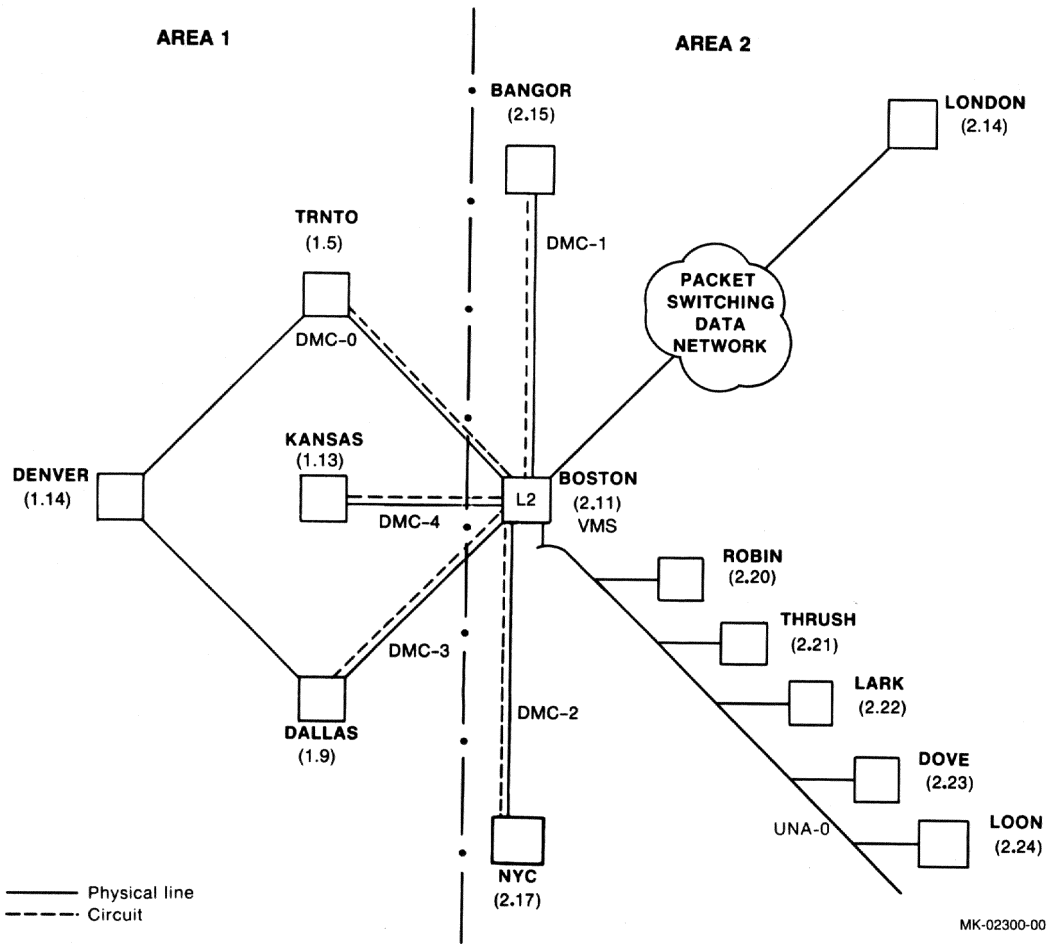 AREA 1
AREA 2
BANGOR
(2.15)
LONDON
(2.14)
TRNTO
(1.5)
DMC-1
PACKET
SWITCHING
DATA
NETWORK
DMC-0
KANSAS
(1.13)
DENVER
(1.14)
BOSTON
L2
(2.11)
VMS
DMC-4
ROBIN
(2.20)
THRUSH
(2.21)
DMC-3
LARK
(2.22)
DMC-2
DALLAS
(1.9)
DOVE
(2.23)
UNA-0
LOON
(2.24)
NYC
(2.17)
Physical line
Circuit
MK-02300-00